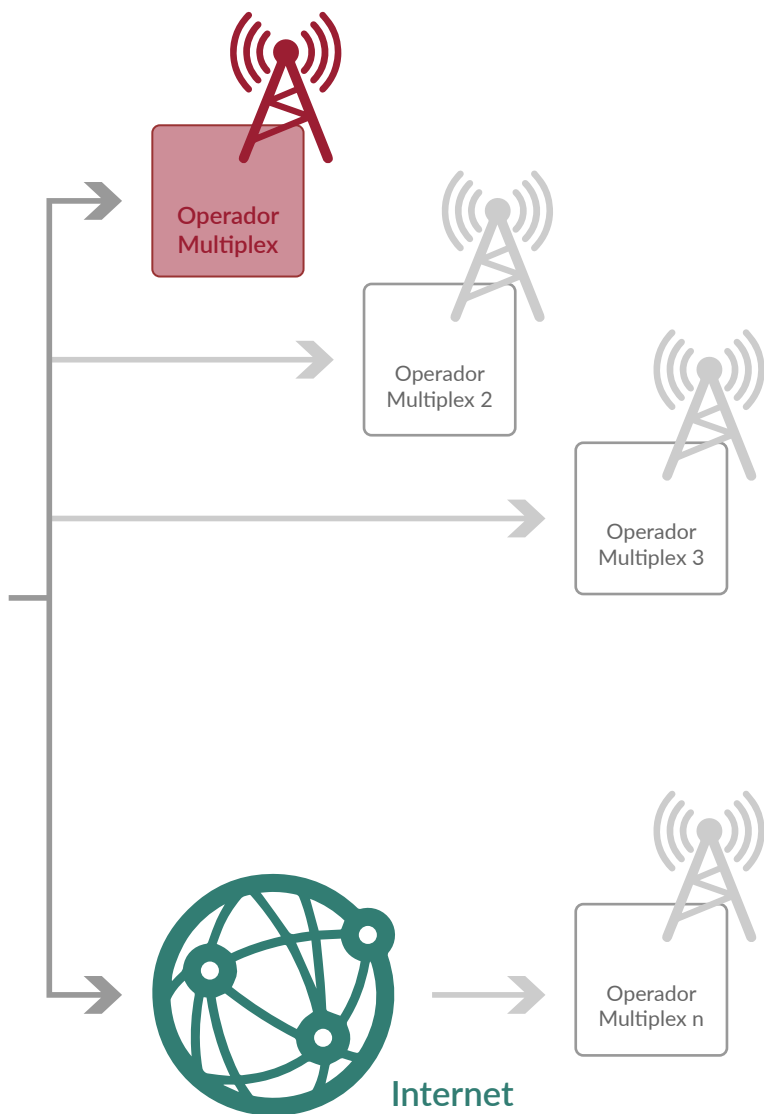 Operador
Multiplex
Operador
Multiplex 2
Operador
Multiplex 3
Operador
Multiplex n
Internet